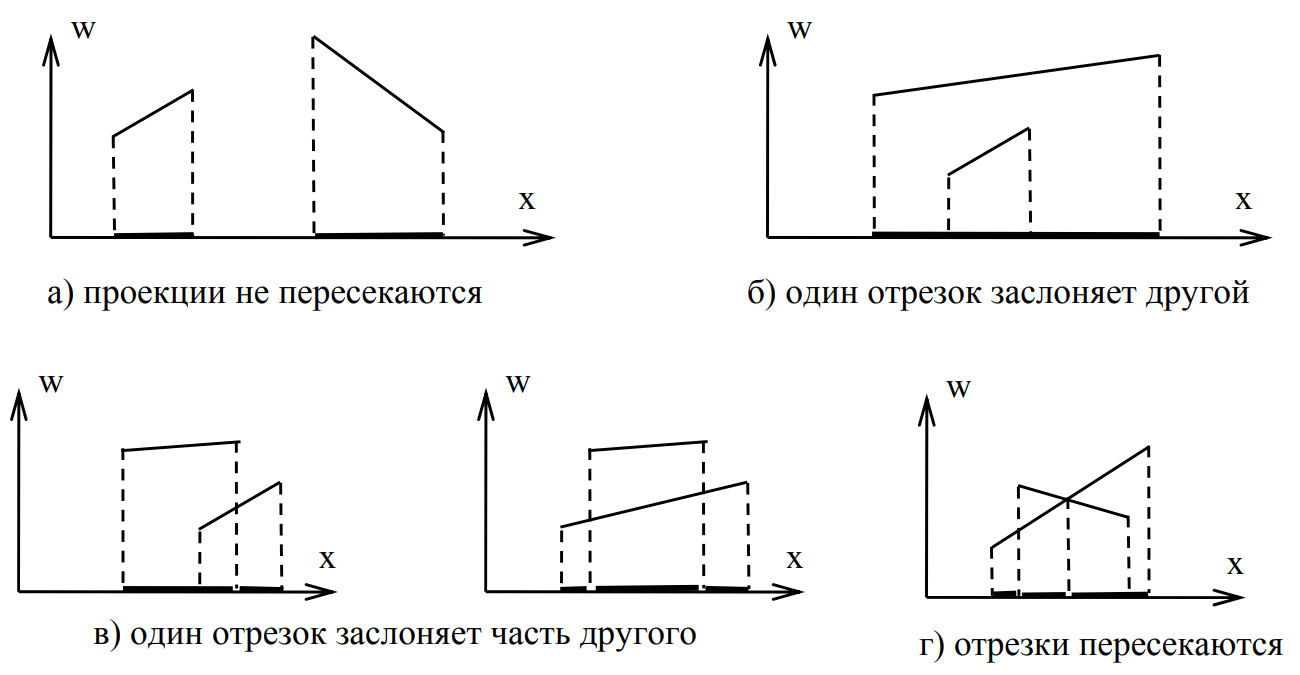 w
x
а) проекции не пересекаются
w
x
б) один отрезок заслоняет другой
w
x
w
x
в) один отрезок заслоняет часть другого
w
x
г) отрезки пересекаются